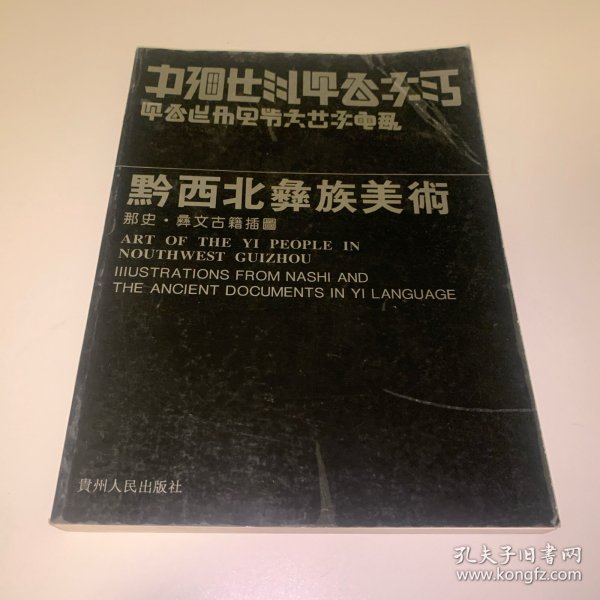 黔西北彝族美術
那史·彝文古籍插圖
ART OF THE YI PEOPLE IN
NOUTHWEST GUIZHOU
IIIUSTRATIONS FROM NASHI AND
THE ANCIENT DOCUMENTS IN YI LANGUAGE
貴州人民出版社
孔夫子旧书网
www.kongfz.com